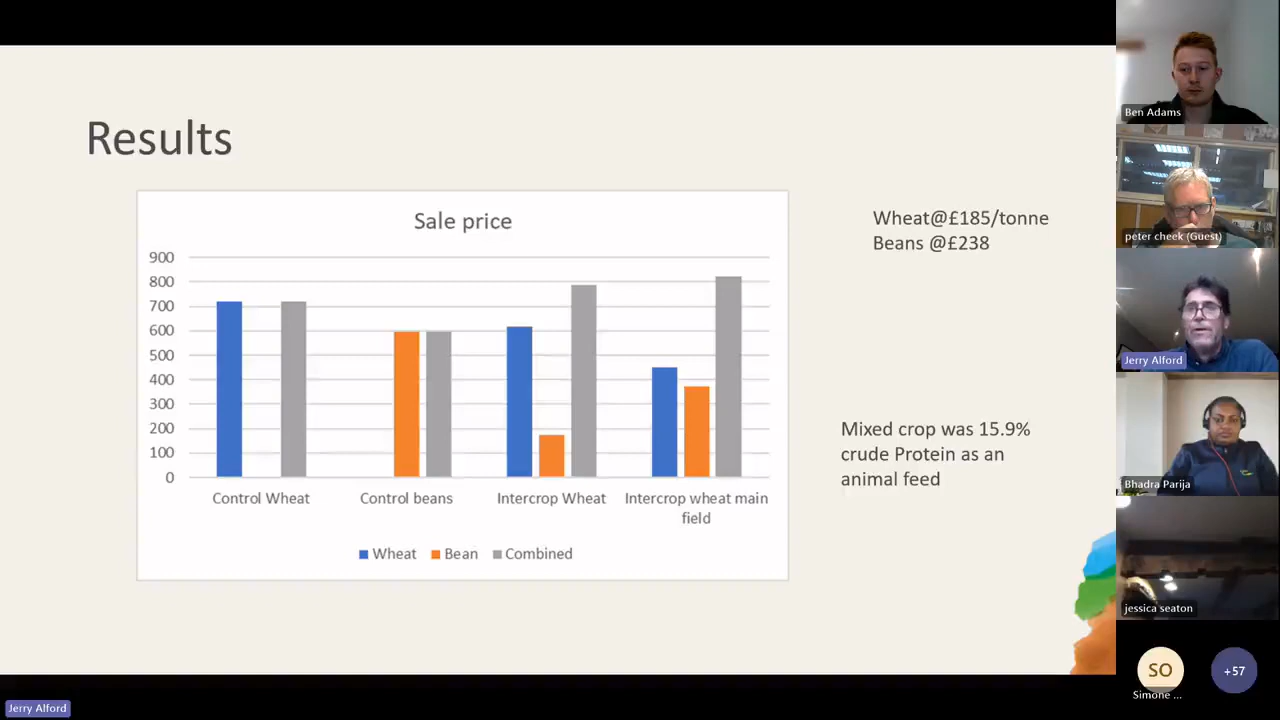 Results
Sale price
900
800
700
600
500
400
300
200
100
0
Control Wheat
Control beans
Intercrop Wheat
Intercrop wheat main
field
Wheat
Bean
Combined
Wheat@£185/tonne
Beans @£238
Mixed crop was 15.9%
crude Protein as an
animal feed
Ben Adams
peter cheek (Guest)
Jerry Alford
Bhadra Parija
jessica seaton
SO
Simone ...
+57
Jerry Alford